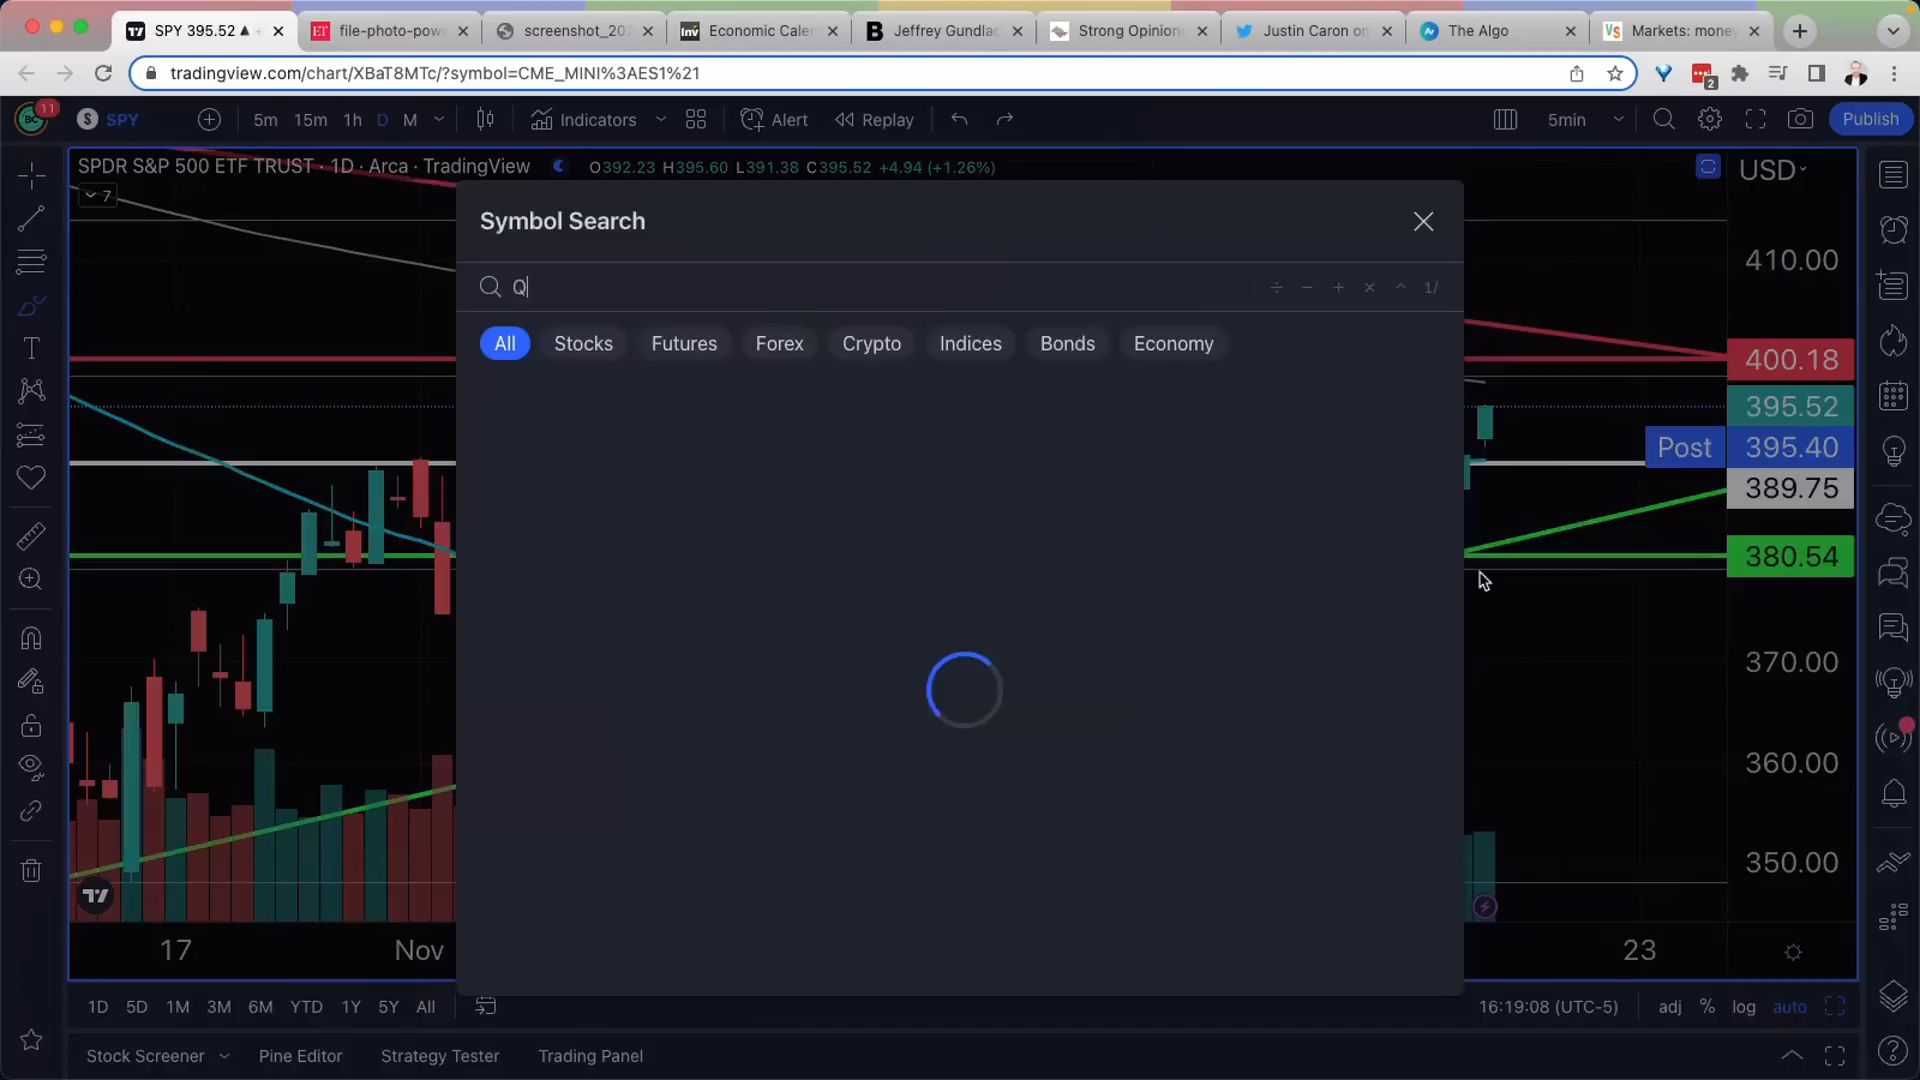 SPY 395.52
file-photo-pow
screenshot_202
Economic Caler
Jeffrey Gundlac
Strong Opinion
Justin Caron on
The Algo
Markets: mone
tradingview.com/chart/XBaT8MTc/?symbol=CME_MINI%3AES1%21
2
11
SPY
5m 15m 1h D M
Indicators
Alert
Replay
5min
Publish
SPDR S&P 500 ETF TRUST · 1D · Arca · TradingView
O392.23 H395.60 L391.38 C395.52 +4.94 (+1.26%)
USD
7
Symbol Search
Q
÷ − + × ^ 1/
All Stocks Futures Forex Crypto Indices Bonds Economy
410.00
400.18
395.52
Post 395.40
389.75
380.54
370.00
360.00
350.00
17 Nov 23
1D 5D 1M 3M 6M YTD 1Y 5Y All
16:19:08 (UTC-5) adj % log auto
Stock Screener Pine Editor Strategy Tester Trading Panel